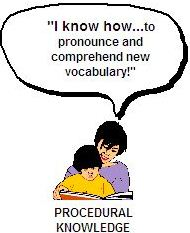 "I know how...to
pronounce and
comprehend new
vocabulary!"
PROCEDURAL
KNOWLEDGE